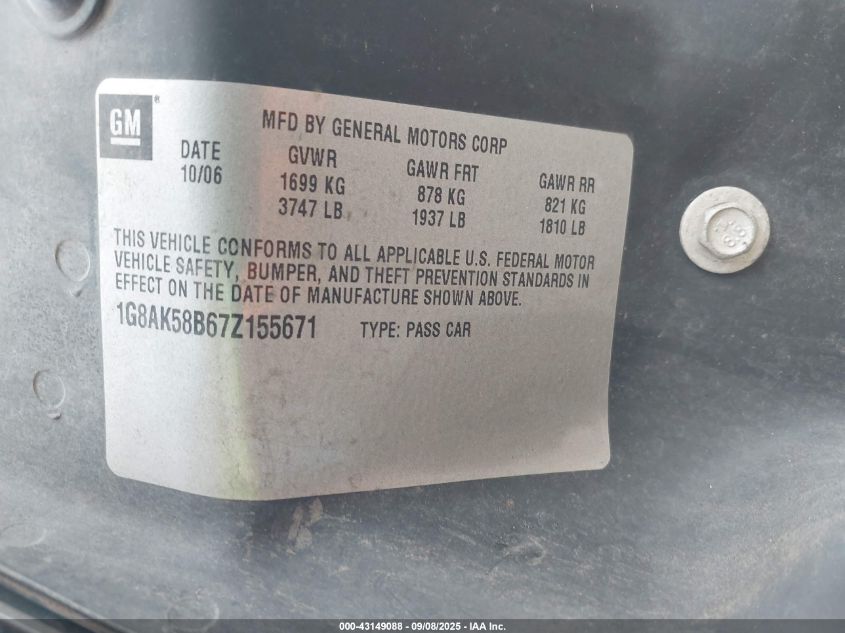 GM ®
MFD BY GENERAL MOTORS CORP
DATE GVWR GAWR FRT GAWR RR
10/06 1699 KG 878 KG 821 KG
3747 LB 1937 LB 1810 LB
THIS VEHICLE CONFORMS TO ALL APPLICABLE U.S. FEDERAL MOTOR
VEHICLE SAFETY, BUMPER, AND THEFT PREVENTION STANDARDS IN
EFFECT ON THE DATE OF MANUFACTURE SHOWN ABOVE.
1G8AK58B67Z155671 TYPE: PASS CAR
000-43149088 - 09/08/2025 - IAA Inc.